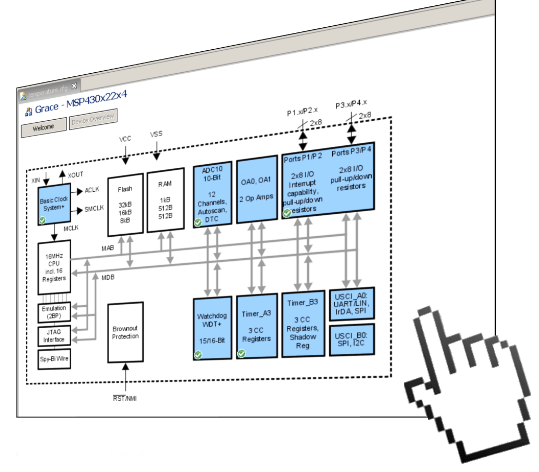 Grace - MSP430x22x4
Welcome
Device Overview
P1.x/P2.x
P3.x/P4.x
2x8
2x8
VCC
VSS
XIN
XOUT
Basic Clock
System+
ACLK
SMCLK
MCLK
Flash
32kB
16kB
8kB
RAM
1kB
512B
512B
ADC10
10-Bit
12
Channels,
Autoscan,
DTC
OA0, OA1
2 Op Amps
Ports P1/P2
2x8 I/O
Interrupt
capability,
pull-up/down
resistors
Ports P3/P4
2x8 I/O
pull-up/down
resistors
MAB
MDB
16MHz
CPU
incl. 16
Registers
Emulation
(2BP)
JTAG
Interface
Spy-Bi Wire
Brownout
Protection
RST/NMI
Watchdog
WDT+
15/16-Bit
Timer_A3
3 CC
Registers
Timer_B3
3 CC
Registers,
Shadow
Reg
USCI_A0:
UART/LIN,
IrDA, SPI
USCI_B0:
SPI, I2C